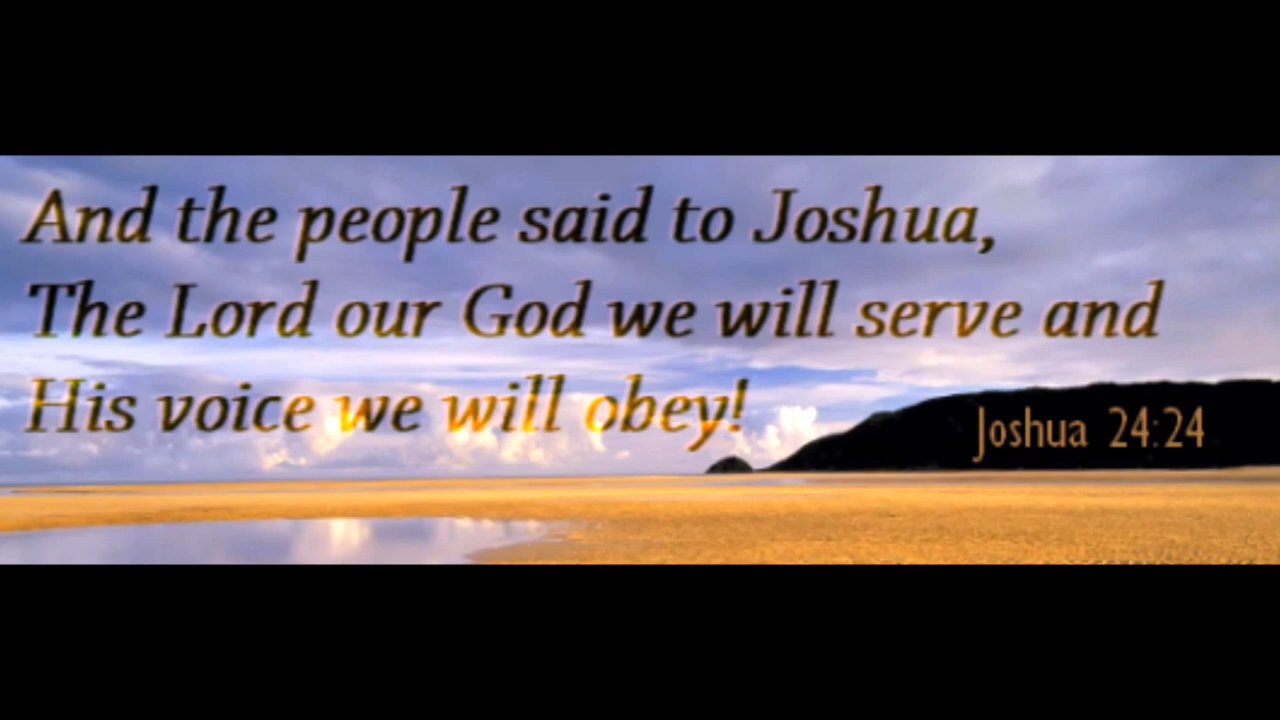 And the people said to Joshua,
The Lord our God we will serve and
His voice we will obey!
Joshua 24:24